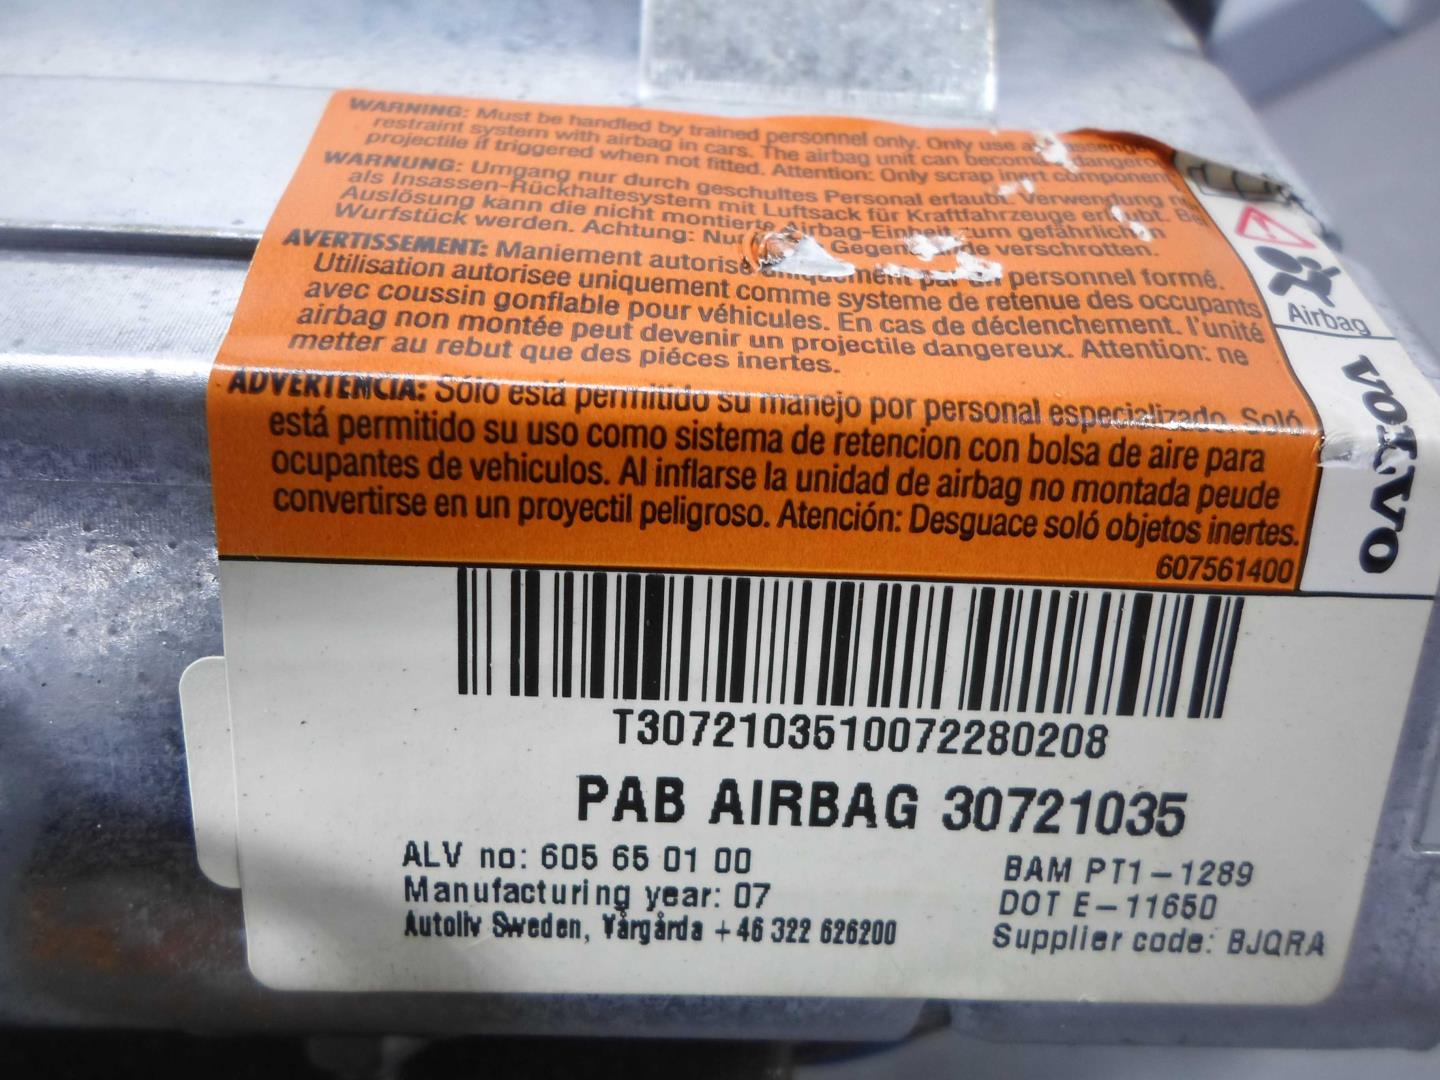 WARNING: Must be handled by trained personnel only. Only use as
restraint system with airbag in cars. The airbag unit can become
projectile if triggered when not fitted. Attention: Only scrap inert
WARNUNG: Umgang nur durch geschultes Personal erlaubt. Verwendung
als Insassen-Rückhaltesystem mit Luftsack für Kraftfahrzeuge erlaubt.
Auslösung kann die nicht montierte Airbag-Einheit zum gefährlichen
Wurfstück werden. Achtung: Nur verschrotten.
AVERTISSEMENT: Maniement autorisé uniquement par un personnel formé.
Utilisation autorisee uniquement comme systeme de retenue des occupants
avec coussin gonflable pour véhicules. En cas de déclenchement. l'unité
airbag non montée peut devenir un projectile dangereux. Attention: ne
metter au rebut que des piéces inertes.
ADVERTENCIA: Sólo está permitido su manejo por personal especializado. Soló
está permitido su uso como sistema de retencion con bolsa de aire para
ocupantes de vehiculos. Al inflarse la unidad de airbag no montada peude
convertirse en un proyectil peligroso. Atención: Desguace soló objetos inertes.
607561400
Airbag
VOLVO
T3072103510072280208
PAB AIRBAG 30721035
ALV no: 605 65 01 00
Manufacturing year: 07
Autoliv Sweden, Vårgårda +46 322 626200
BAM PT1-1289
DOT E-11650
Supplier code: BJQRA